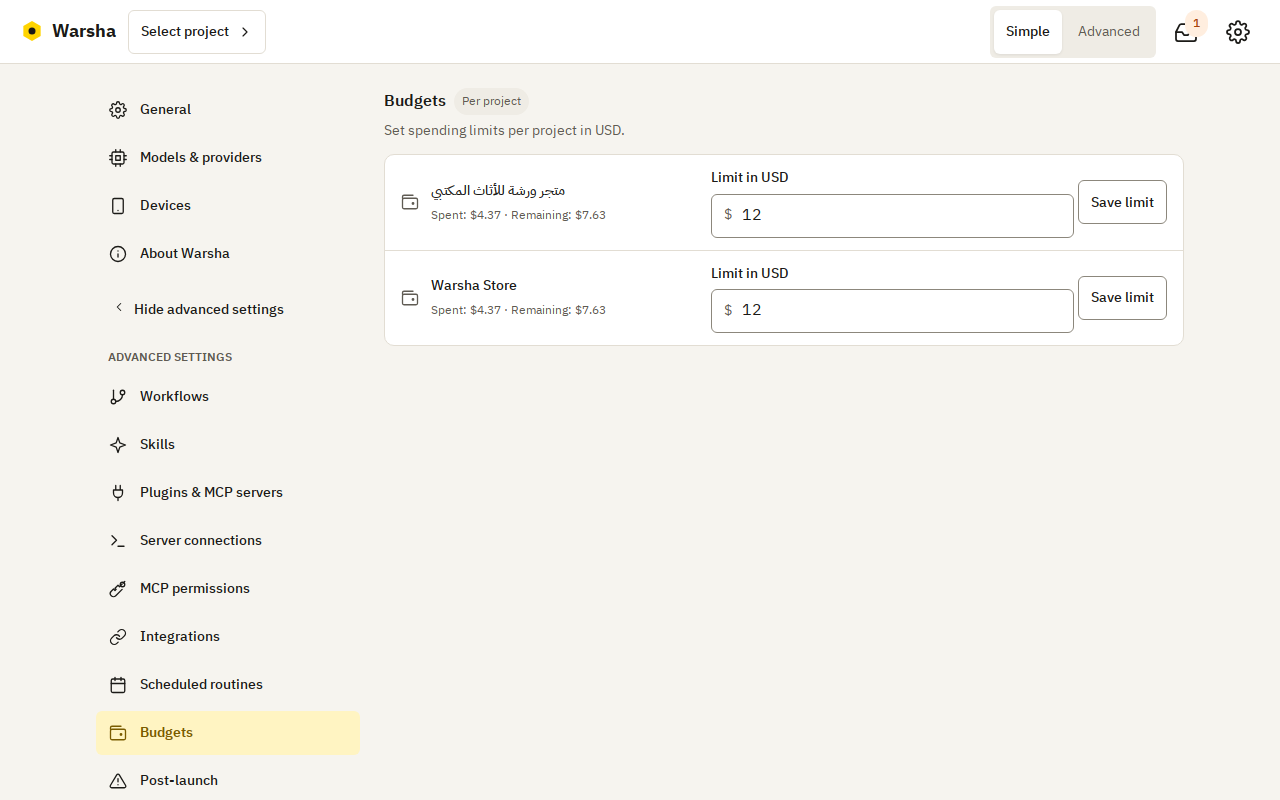 Warsha
Select project
Simple
Advanced
1
General
Models & providers
Devices
About Warsha
Hide advanced settings
ADVANCED SETTINGS
Workflows
Skills
Plugins & MCP servers
Server connections
MCP permissions
Integrations
Scheduled routines
Budgets
Post-launch
Budgets
Per project
Set spending limits per project in USD.
متجر ورشة للأثاث المكتبي
Spent: $4.37 · Remaining: $7.63
Limit in USD
$ 12
Save limit
Warsha Store
Spent: $4.37 · Remaining: $7.63
Limit in USD
$ 12
Save limit